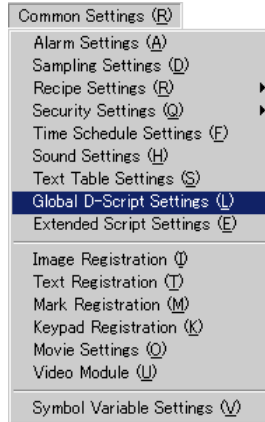 Common Settings (R)
Alarm Settings (A)
Sampling Settings (D)
Recipe Settings (R)
Security Settings (Q)
Time Schedule Settings (F)
Sound Settings (H)
Text Table Settings (S)
Global D-Script Settings (L)
Extended Script Settings (E)
Image Registration (I)
Text Registration (T)
Mark Registration (M)
Keypad Registration (K)
Movie Settings (O)
Video Module (U)
Symbol Variable Settings (V)